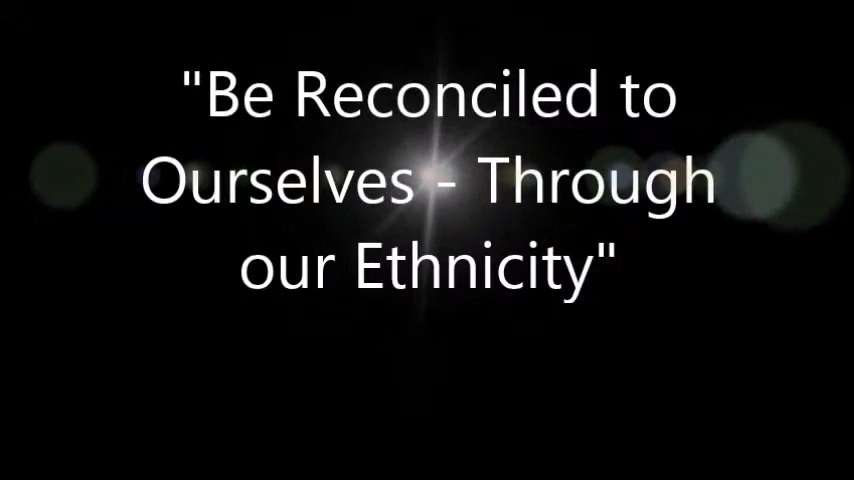 "Be Reconciled to
Ourselves - Through
our Ethnicity"